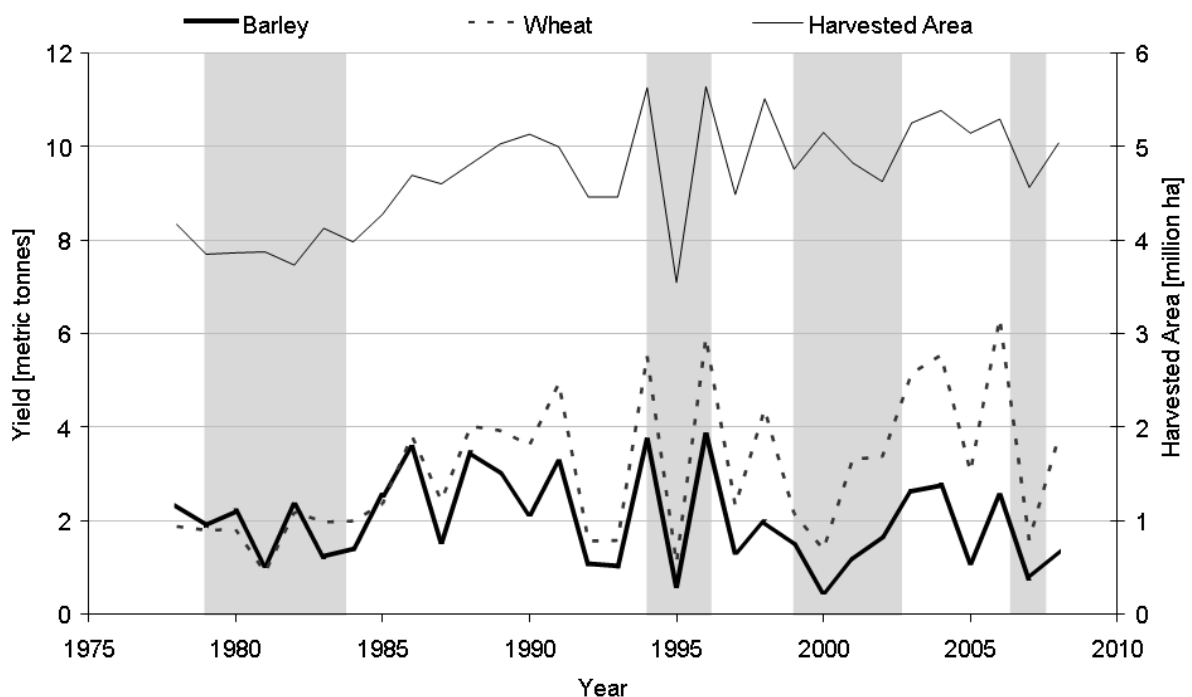 Barley Wheat Harvested Area
12 6
10 5
8 4
6 3
4 2
2 1
0 0
1975 1980 1985 1990 1995 2000 2005 2010
Year
Yield [metric tonnes]
Harvested Area [million ha]